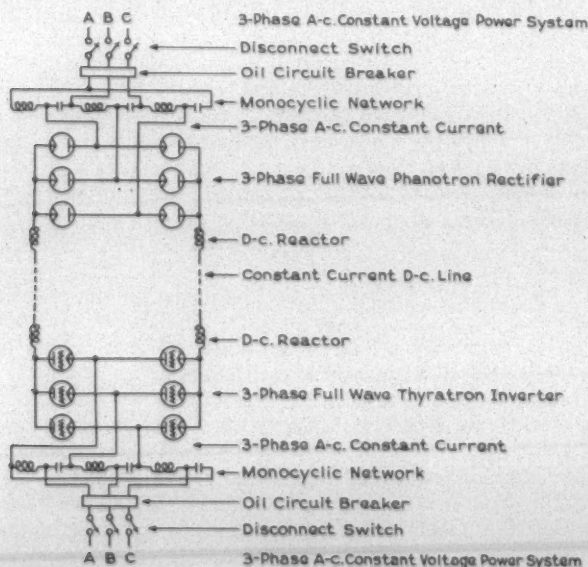 A B C
3-Phase A-c. Constant Voltage Power System
Disconnect Switch
Oil Circuit Breaker
Monocyclic Network
3-Phase A-c. Constant Current
3-Phase Full Wave Phanotron Rectifier
D-c. Reactor
Constant Current D-c. Line
D-c. Reactor
3-Phase Full Wave Thyratron Inverter
3-Phase A-c. Constant Current
Monocyclic Network
Oil Circuit Breaker
Disconnect Switch
A B C
3-Phase A-c. Constant Voltage Power System